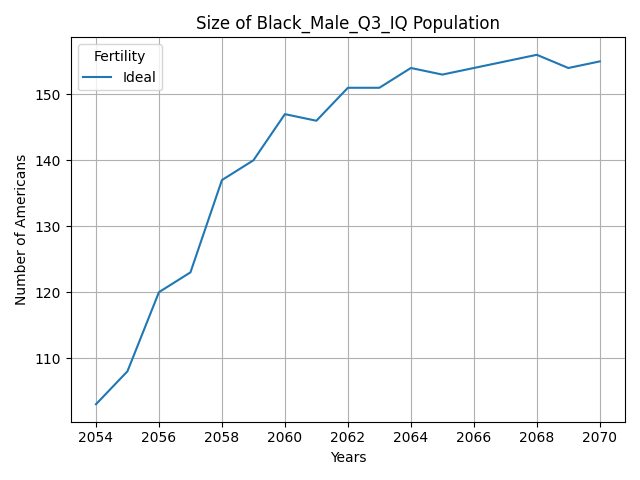 Size of Black_Male_Q3_IQ Population
Fertility
Ideal
Number of Americans
150
140
130
120
110
2054 2056 2058 2060 2062 2064 2066 2068 2070
Years